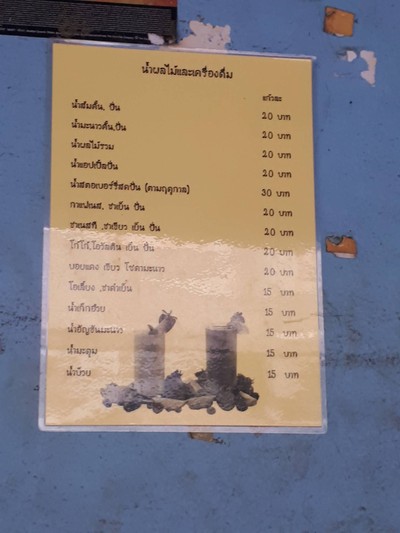 น้ำผลไม้และเครื่องดื่ม
แก้วละ
น้ำส้มคั้น, ปั่น 20 บาท
น้ำมะนาวคั้น,ปั่น 20 บาท
น้ำผลไม้รวม 20 บาท
น้ำแอปเปิ้ลปั่น 20 บาท
น้ำสตอเบอร์รี่สดปั่น (ตามฤดูกาล) 30 บาท
กาแฟเนส, ชาเย็น ปั่น 20 บาท
ชาเนสที ,ชาเขียว เย็น ปั่น 20 บาท
โกโก้,โอวัลติน เย็น ปั่น 20 บาท
บ๊วยแดง เขียว โซดามะนาว 20 บาท
โอเลี้ยง ,ชาดำเย็น 15 บาท
น้ำเก๊กฮวย 15 บาท
น้ำอัญชันมะนาว 15 บาท
น้ำมะตูม 15 บาท
น้ำบ๊วย 15 บาท